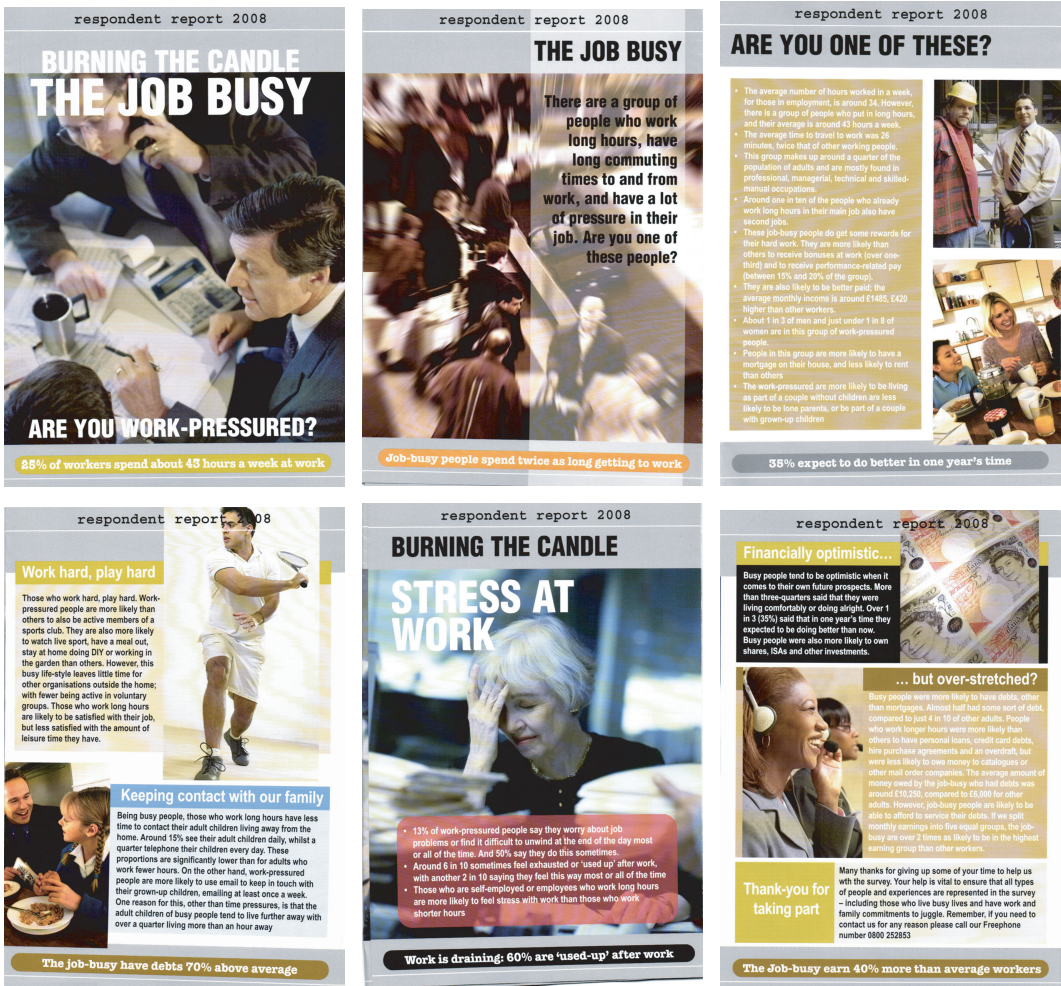 respondent report 2008
BURNING THE CANDLE
THE JOB BUSY
ARE YOU WORK-PRESSURED?
25% of workers spend about 43 hours a week at work
respondent report 2008
THE JOB BUSY
There are a group of
people who work
long hours, have
long commuting
times to and from
work, and have a lot
of pressure in their
job. Are you one of
these people?
Job-busy people spend twice as long getting to work
respondent report 2008
ARE YOU ONE OF THESE?
• The average number of hours worked in a week,
for those in employment, is around 34. However,
there is a group of people who put in long hours,
and their average is around 43 hours a week.
• The average time to travel to work was 26
minutes, twice that of other working people.
• This group makes up around a quarter of the
population of adults and are mostly found in
professional, managerial, technical and skilled-
manual occupations.
• Around one in ten of the people who already
work long hours in their main job also have
second jobs.
• These job-busy people do get some rewards for
their hard work. They are more likely than
others to receive bonuses at work (over one-
third) and to receive performance-related pay
(between 15% and 20% of the group).
• They are also likely to be better paid; the
average monthly income is around £1485, £420
higher than other workers.
• About 1 in 3 of men and just under 1 in 8 of
women are in this group of work-pressured
people.
• People in this group are more likely to have a
mortgage on their house, and less likely to rent
than others
• The work-pressured are more likely to be living
as part of a couple without children are less
likely to be lone parents, or be part of a couple
with grown-up children
35% expect to do better in one year's time
respondent report 2008
Work hard, play hard
Those who work hard, play hard. Work-
pressured people are more likely than
others to also be active members of a
sports club. They are also more likely
to watch live sport, have a meal out,
stay at home doing DIY or working in
the garden than others. However, this
busy life-style leaves little time for
other organisations outside the home;
with fewer being active in voluntary
groups. Those who work long hours
are likely to be satisfied with their job,
but less satisfied with the amount of
leisure time they have.
Keeping contact with our family
Being busy people, those who work long hours have less
time to contact their adult children living away from the
home. Around 15% see their adult children daily, whilst a
quarter telephone their children every day. These
proportions are significantly lower than for adults who
work fewer hours. On the other hand, work-pressured
people are more likely to use email to keep in touch with
their grown-up children, emailing at least once a week.
One reason for this, other than time pressures, is that the
adult children of busy people tend to live further away with
over a quarter living more than an hour away
The job-busy have debts 70% above average
respondent report 2008
BURNING THE CANDLE
STRESS AT
WORK
• 13% of work-pressured people say they worry about job
problems or find it difficult to unwind at the end of the day most
or all of the time. And 50% say they do this sometimes.
• Around 6 in 10 sometimes feel exhausted or 'used up' after work,
with another 2 in 10 saying they feel this way most or all of the time
• Those who are self-employed or employees who work long hours
are more likely to feel stress with work than those who work
shorter hours
Work is draining: 60% are 'used-up' after work
respondent report 2008
Financially optimistic...
Busy people tend to be optimistic when it
comes to their own future prospects. More
than three-quarters said that they were
living comfortably or doing alright. Over 1
in 3 (35%) said that in one year's time they
expected to be doing better than now.
Busy people were also more likely to own
shares, ISAs and other investments.
... but over-stretched?
Busy people were more likely to have debts, other
than mortgages. Almost half had some sort of debt,
compared to just 4 in 10 of other adults. People
who work longer hours were more likely than
others to have personal loans, credit card debts,
hire purchase agreements and an overdraft, but
were less likely to owe money to catalogues or
other mail order companies. The average amount of
money owed by the job-busy who had debts was
around £10,250, compared to £6,000 for other
adults. However, job-busy people are likely to be
able to afford to service their debts. If we split
monthly earnings into five equal groups, the job-
busy are over 2 times as likely to be in the highest
earning group than other workers.
Thank-you for
taking part
Many thanks for giving up some of your time to help us
wth the survey. Your help is vital to ensure that all types
of people and experiences are represented in the survey
– including those who live busy lives and have work and
family commitments to juggle. Remember, if you need to
contact us for any reason please call our Freephone
number 0800 252853
The Job-busy earn 40% more than average workers